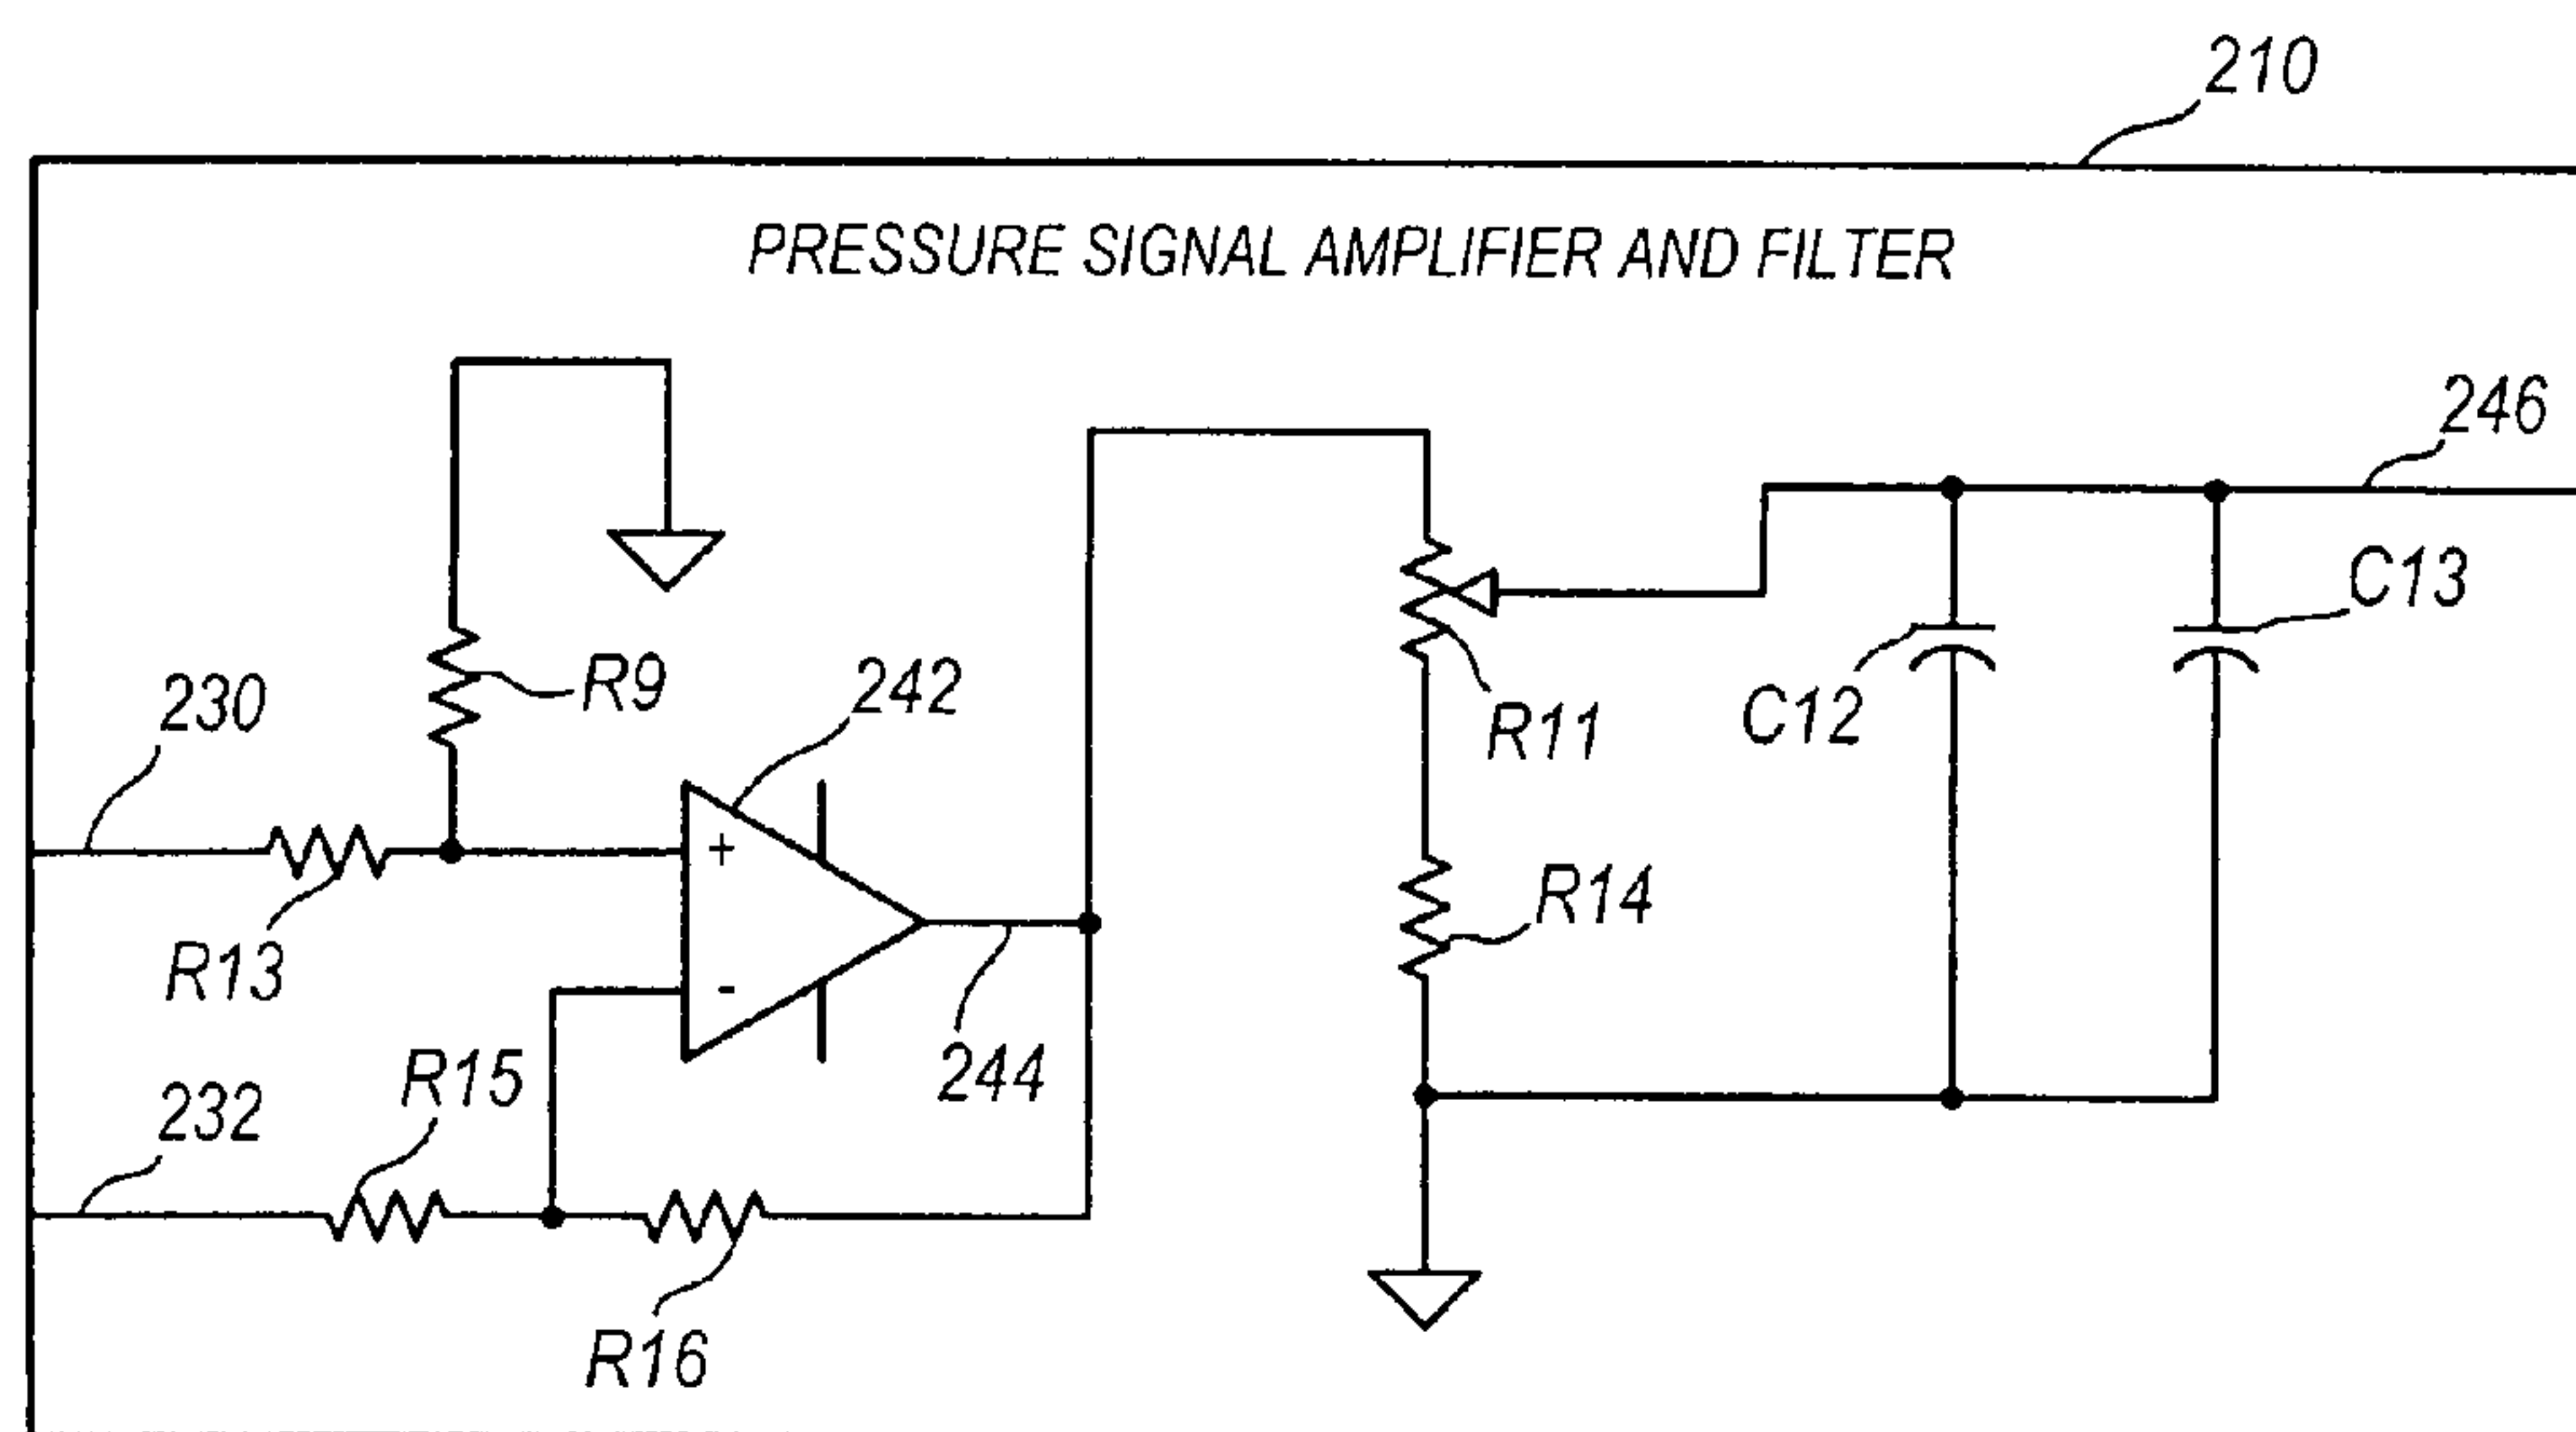 210
PRESSURE SIGNAL AMPLIFIER AND FILTER
246
C13
R9
230
242
R11
C12
+
R14
R13
-
244
R15
232
R16